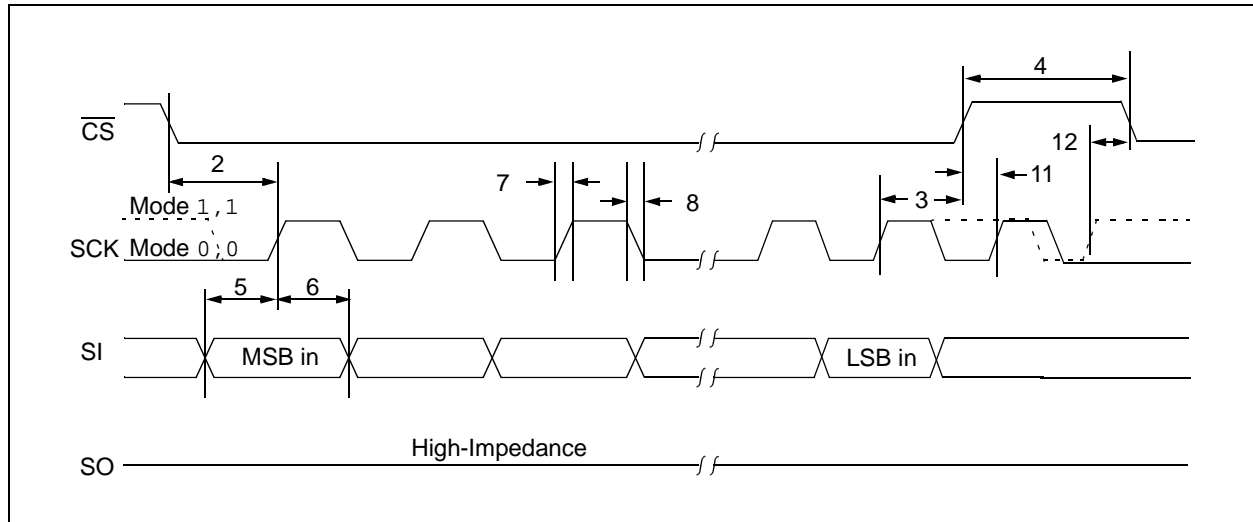 4
CS
12
2
7
11
8
3
Mode 1,1
SCK Mode 0,0
5
6
SI
MSB in
LSB in
High-Impedance
SO